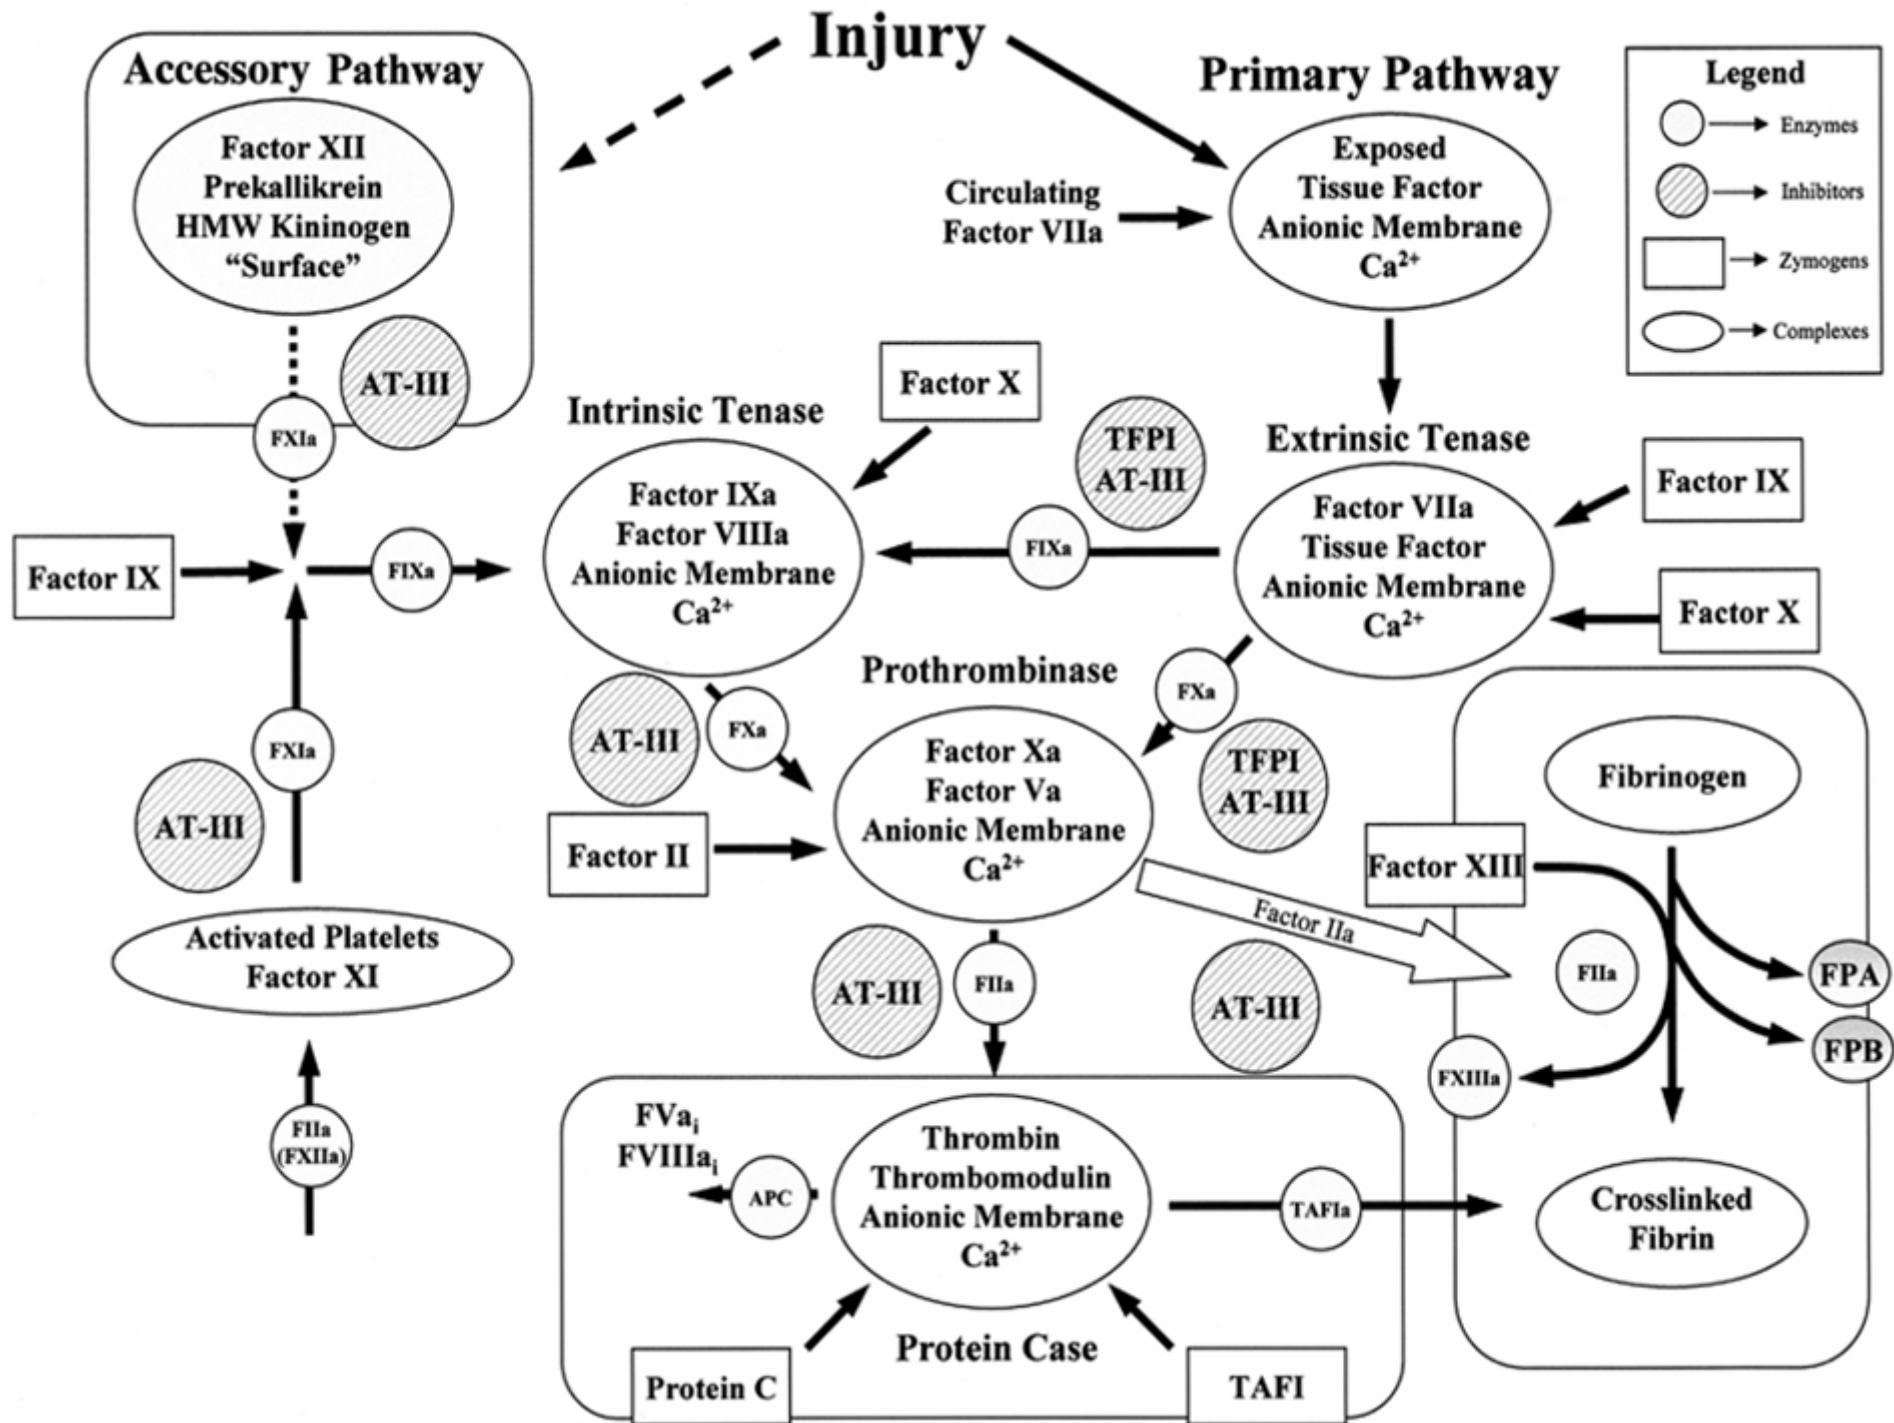 Injury
Accessory Pathway
Factor XII
Prekallikrein
HMW Kininogen
“Surface”
AT-III
FXIa
Primary Pathway
Exposed
Tissue Factor
Anionic Membrane
Ca²⁺
Circulating
Factor VIIa
Legend
Enzymes
Inhibitors
Zymogens
Complexes
Factor X
Intrinsic Tenase
Factor IXa
Factor VIIIa
Anionic Membrane
Ca²⁺
TFPI
AT-III
FIXa
Extrinsic Tenase
Factor VIIa
Tissue Factor
Anionic Membrane
Ca²⁺
Factor IX
Factor X
Factor IX
FIXa
FXIa
AT-III
Activated Platelets
Factor XI
FIIa
(FXIIa)
AT-III
FXa
Factor II
Prothrombinase
Factor Xa
Factor Va
Anionic Membrane
Ca²⁺
FXa
TFPI
AT-III
Factor IIa
AT-III
FIIa
AT-III
Fibrinogen
Factor XIII
FIIa
FPA
FPB
FXIIIa
Crosslinked
Fibrin
FVaᵢ
FVIIIaᵢ
APC
Thrombin
Thrombomodulin
Anionic Membrane
Ca²⁺
TAFIa
Protein Case
Protein C
TAFI